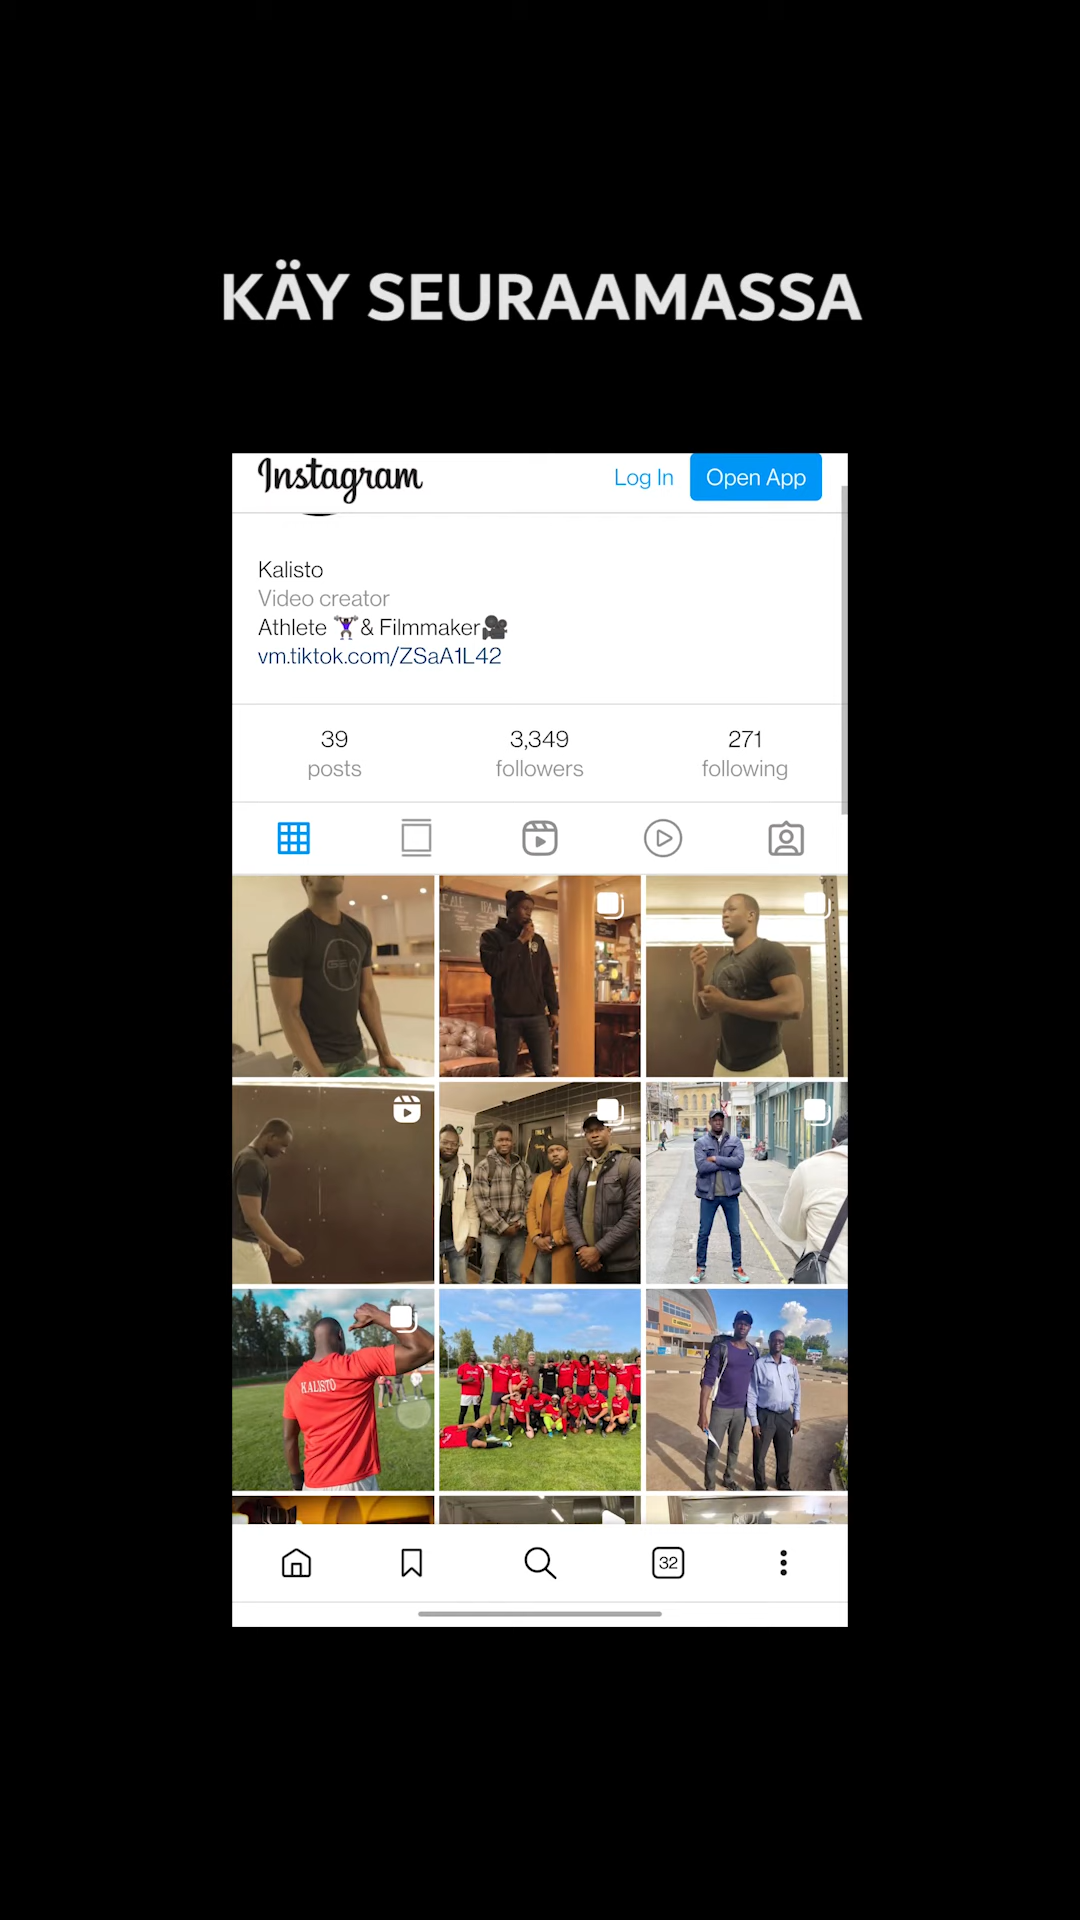 KÄY SEURAAMASSA
Instagram
Log In
Open App
Kalisto
Video creator
Athlete 🏋🏿‍♀️& Filmmaker🎥
vm.tiktok.com/ZSaA1L42
39
posts
3,349
followers
271
following
KALISTO
32